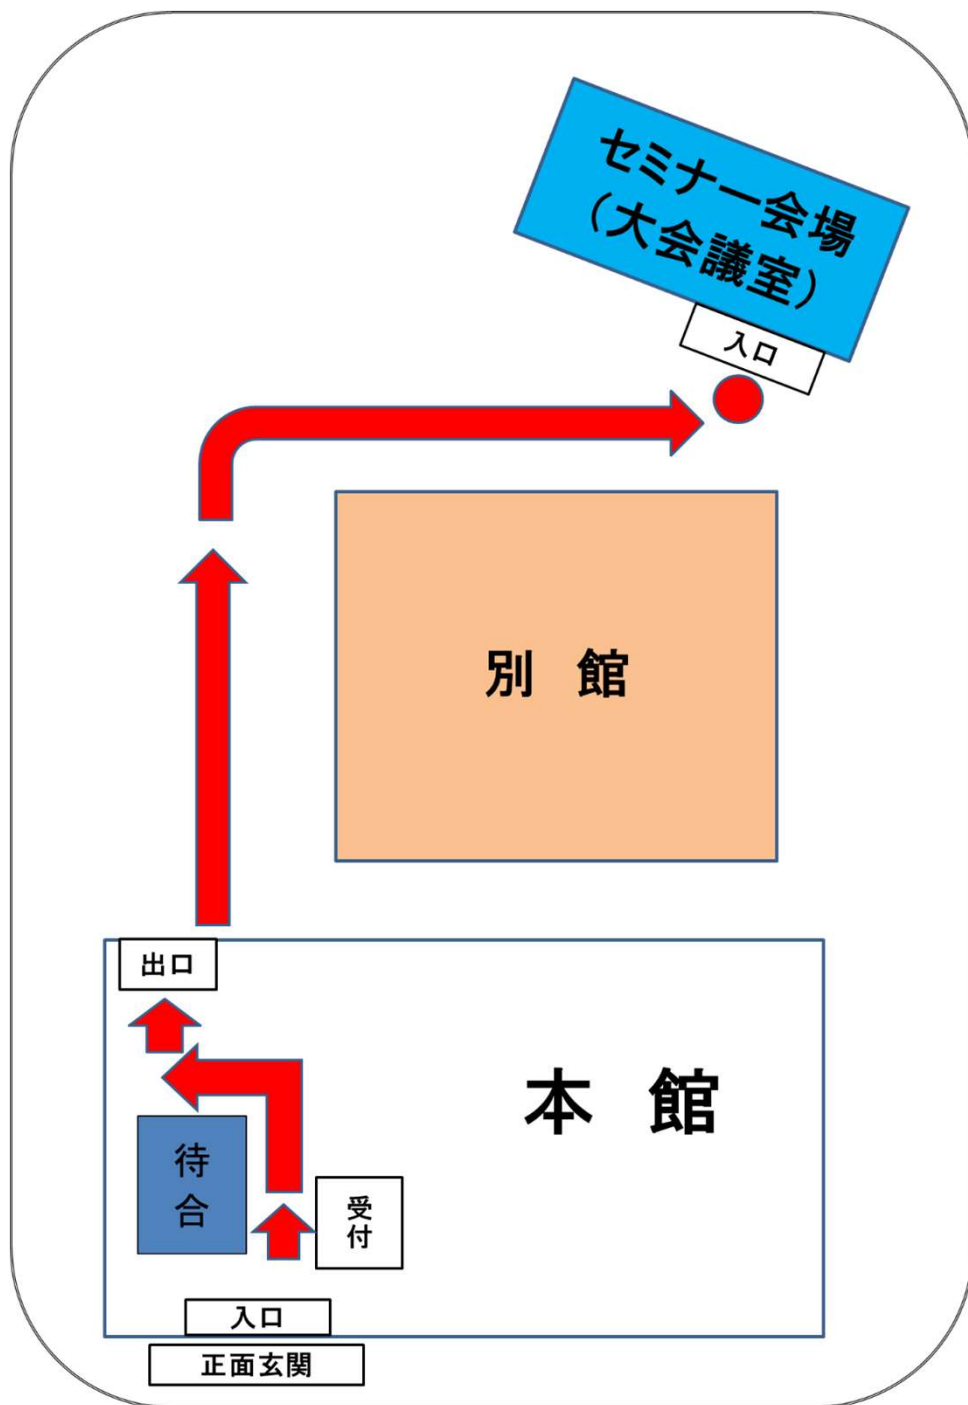 セミナー会場
（大会議室）
入口
別 館
出口
本 館
待
合
受
付
入口
正面玄関